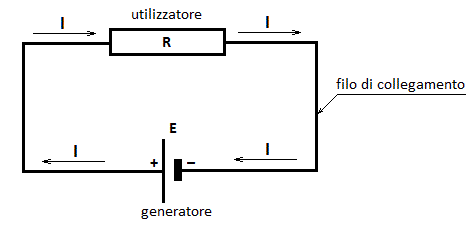 utilizzatore
I
I
R
filo di collegamento
E
I
+
–
I
generatore